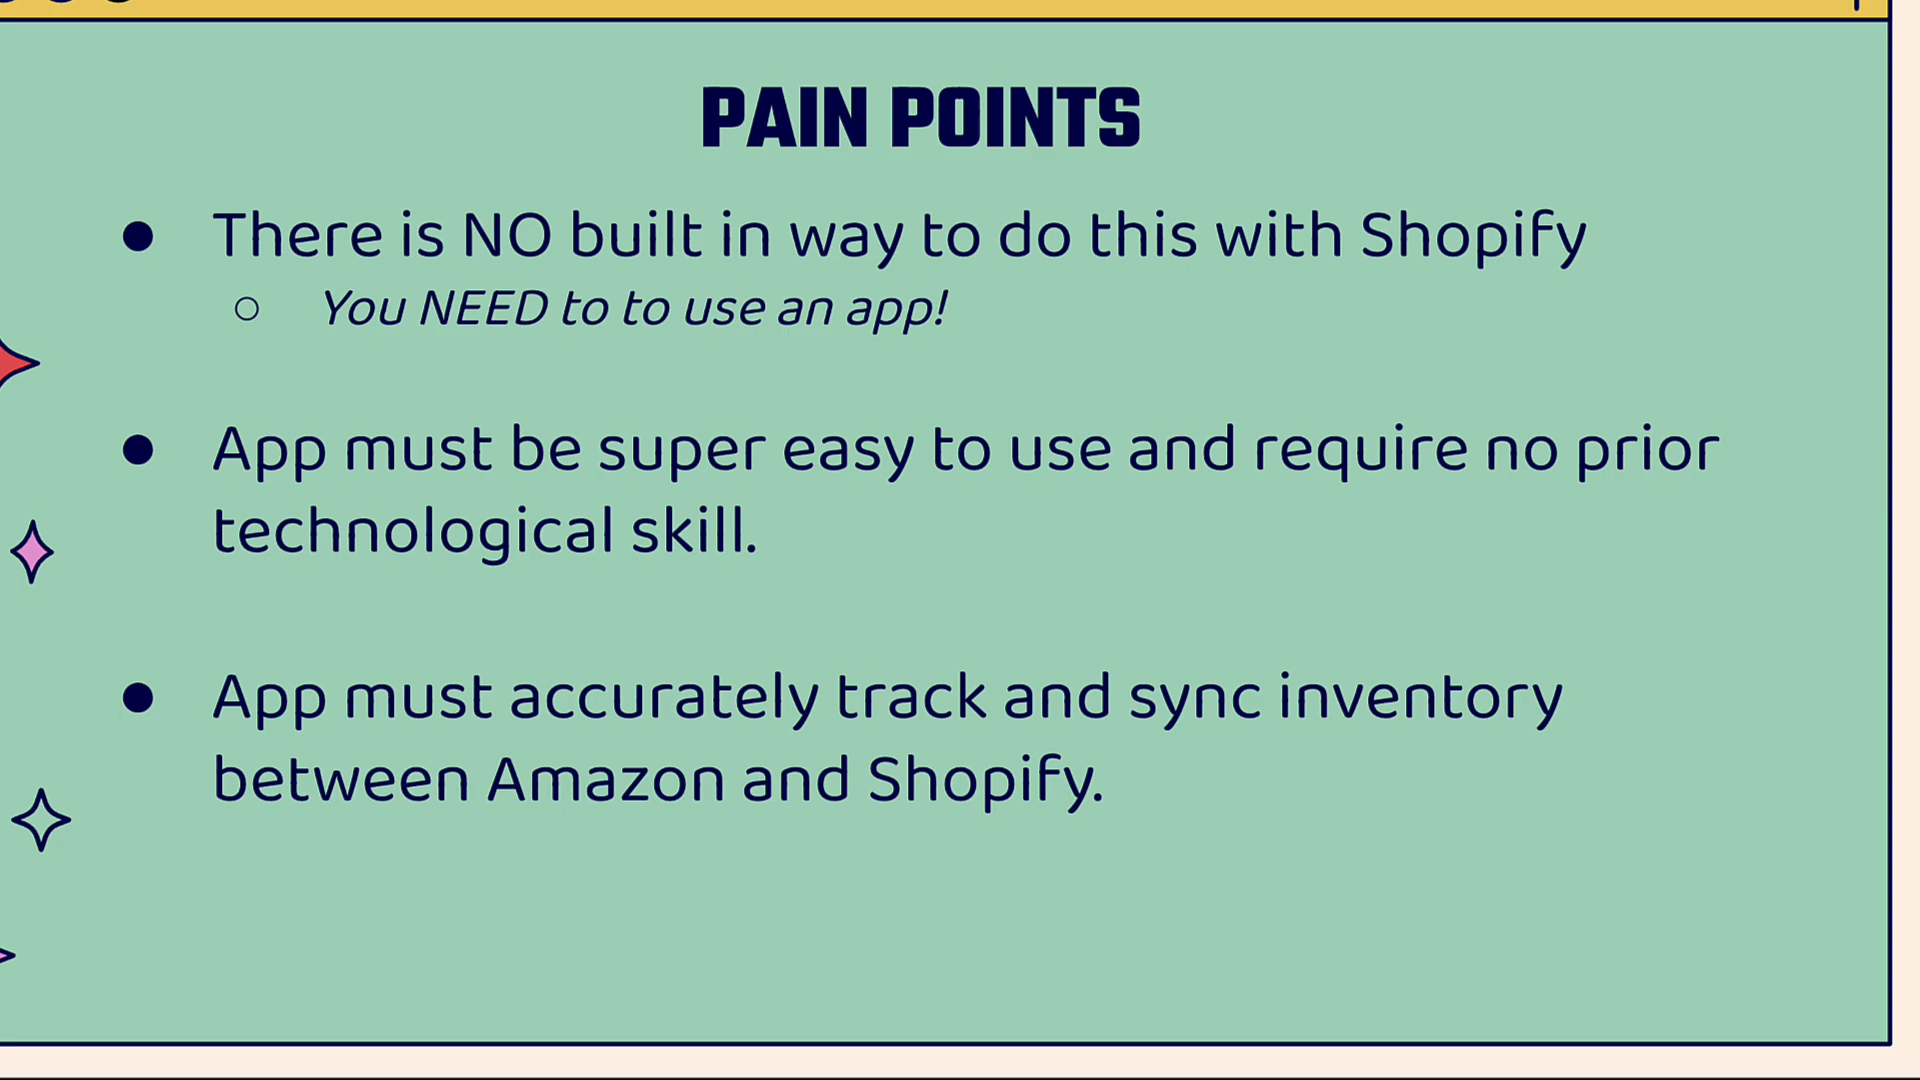 PAIN POINTS
● There is NO built in way to do this with Shopify
○ You NEED to to use an app!
● App must be super easy to use and require no prior
technological skill.
● App must accurately track and sync inventory
between Amazon and Shopify.